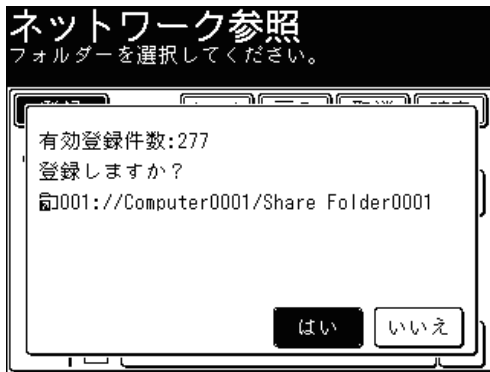 ネットワーク参照
フォルダーを選択してください。
有効登録件数:277
登録しますか？
001://Computer0001/Share Folder0001
はい
いいえ